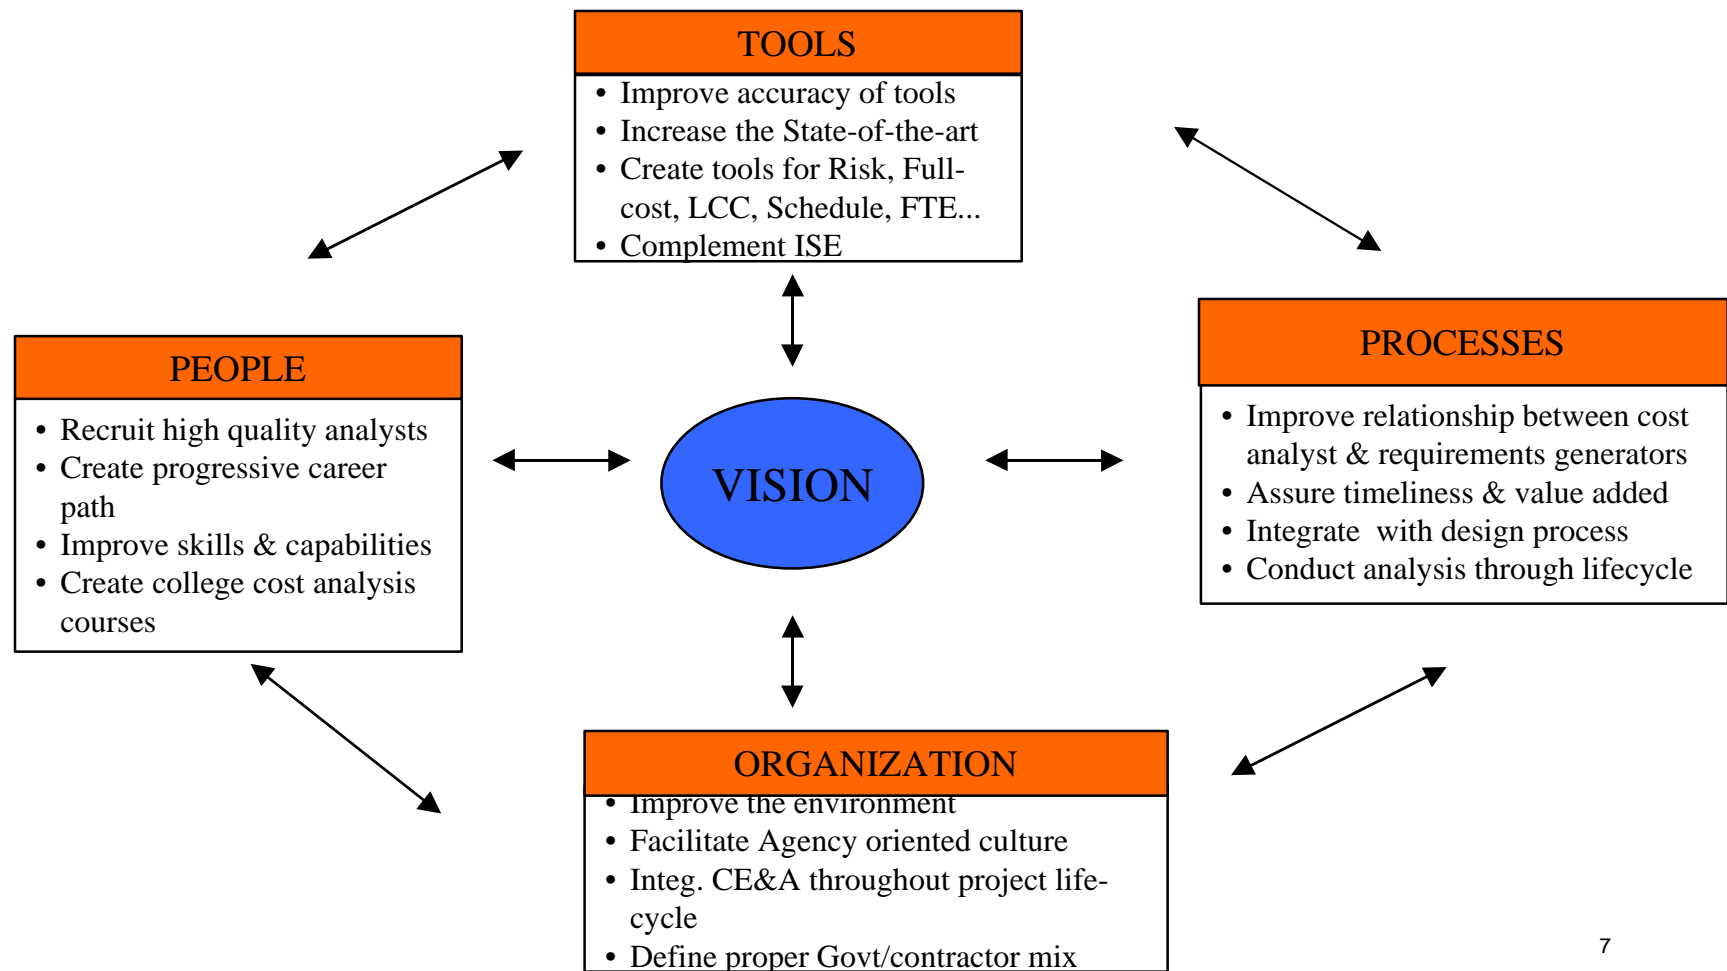 TOOLS
• Improve accuracy of tools
• Increase the State-of-the-art
• Create tools for Risk, Full-
cost, LCC, Schedule, FTE...
• Complement ISE
PEOPLE
• Recruit high quality analysts
• Create progressive career
path
• Improve skills & capabilities
• Create college cost analysis
courses
VISION
PROCESSES
• Improve relationship between cost
analyst & requirements generators
• Assure timeliness & value added
• Integrate  with design process
• Conduct analysis through lifecycle
ORGANIZATION
• Improve the environment
• Facilitate Agency oriented culture
• Integ. CE&A throughout project life-
cycle
• Define proper Govt/contractor mix
7